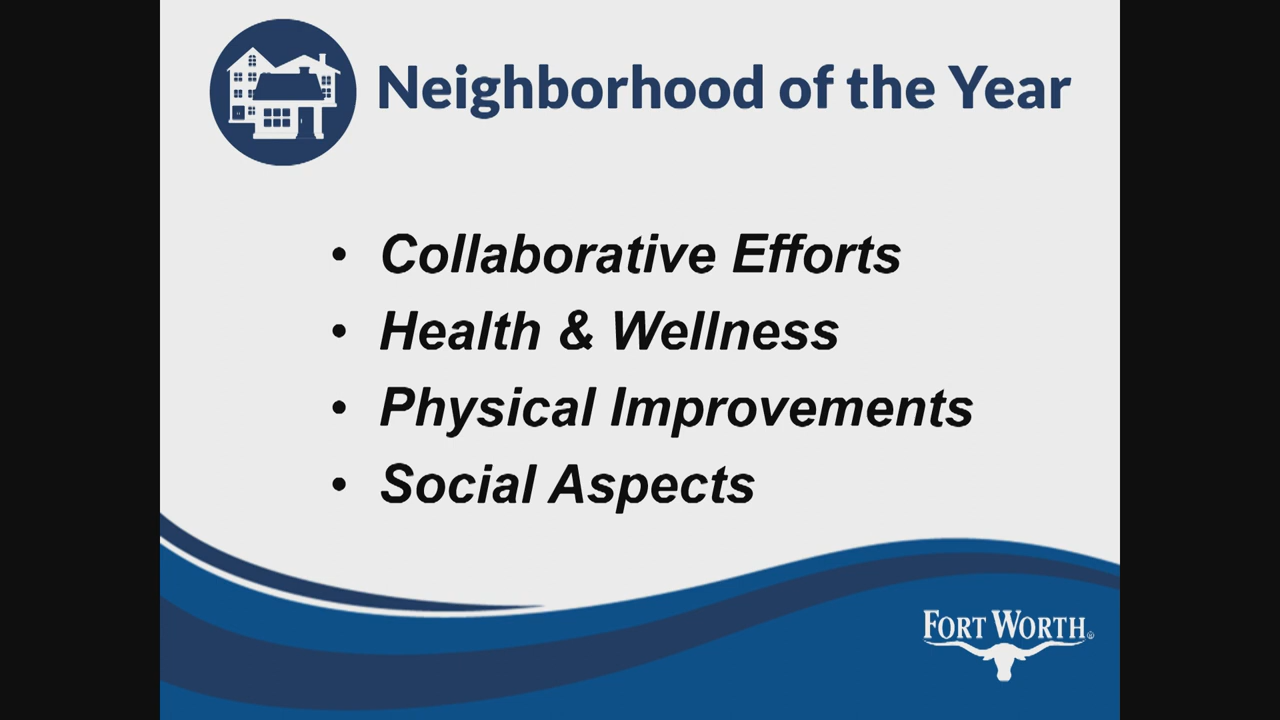 Neighborhood of the Year
• Collaborative Efforts
• Health & Wellness
• Physical Improvements
• Social Aspects
FORT WORTH®